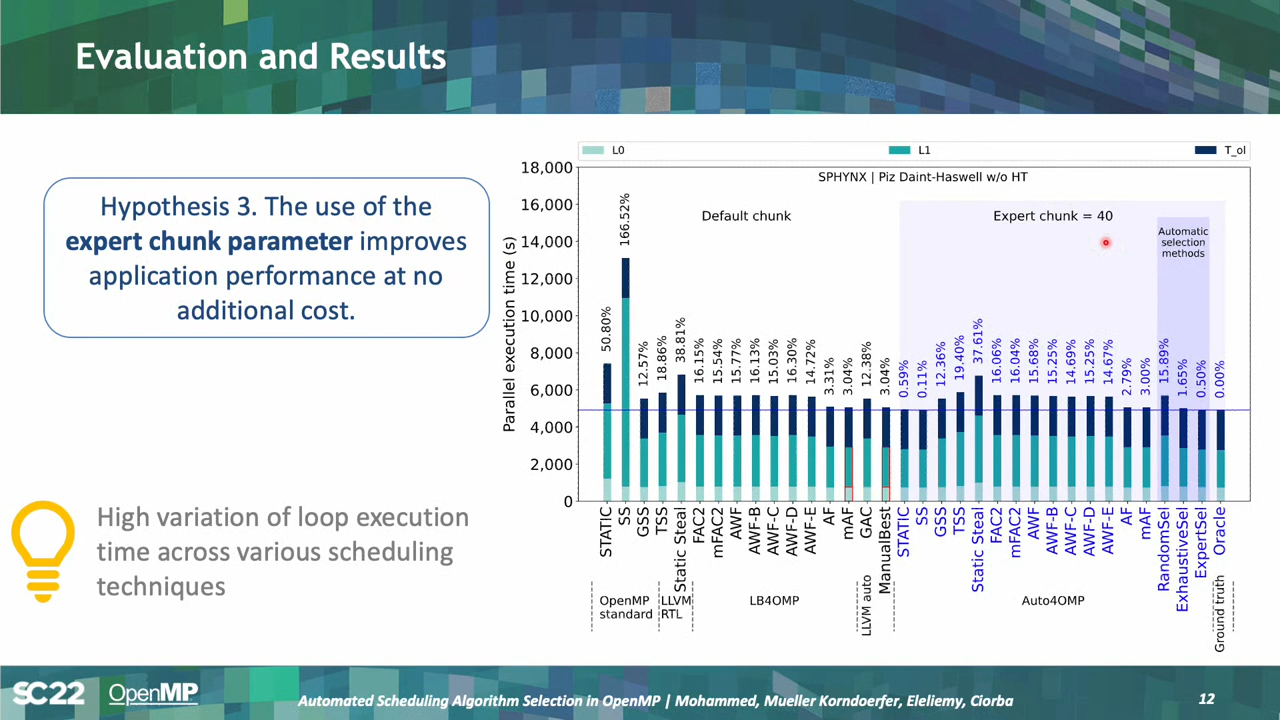 Evaluation and Results
Hypothesis 3. The use of the
expert chunk parameter improves
application performance at no
additional cost.
High variation of loop execution
time across various scheduling
techniques
L0
L1
T_ol
SPHYNX | Piz Daint-Haswell w/o HT
Default chunk
Expert chunk = 40
Automatic
selection
methods
Parallel execution time (s)
18,000
16,000
14,000
12,000
10,000
8,000
6,000
4,000
2,000
0
50.80%
166.52%
12.57%
18.86%
38.81%
16.15%
15.54%
15.77%
16.13%
15.03%
16.30%
14.72%
3.31%
3.04%
12.38%
3.04%
0.59%
0.11%
12.36%
19.40%
37.61%
16.06%
16.04%
15.68%
15.25%
14.69%
15.25%
14.67%
2.79%
3.00%
15.89%
1.65%
0.50%
0.00%
STATIC
SS
GSS
TSS
Static Steal
FAC2
mFAC2
AWF
AWF-B
AWF-C
AWF-D
AWF-E
AF
mAF
GAC
ManualBest
STATIC
SS
GSS
TSS
Static Steal
FAC2
mFAC2
AWF
AWF-B
AWF-C
AWF-D
AWF-E
AF
mAF
RandomSel
ExhaustiveSel
ExpertSel
Oracle
OpenMP
standard
LLVM
RTL
LB4OMP
LLVM auto
Auto4OMP
Ground truth
SC22
OpenMP
Automated Scheduling Algorithm Selection in OpenMP | Mohammed, Mueller Korndoerfer, Eleliemy, Ciorba
12